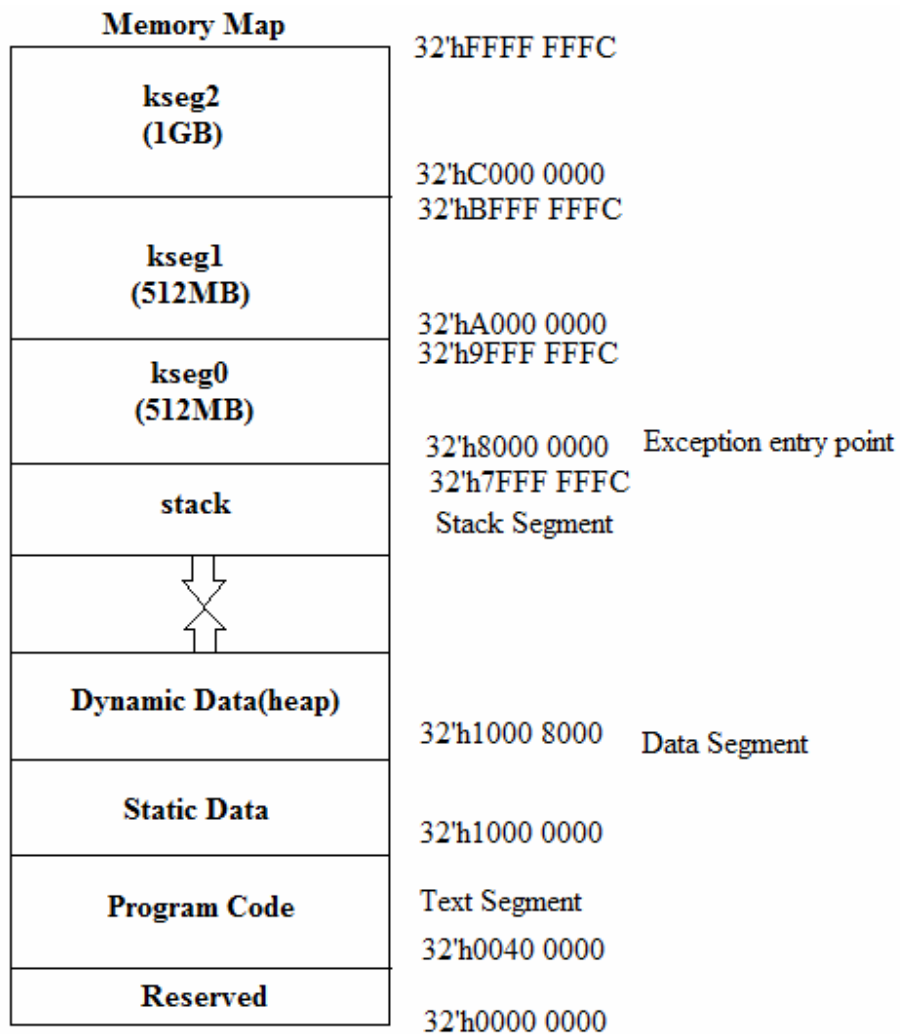 Memory Map
32'hFFFF FFFC
kseg2
(1GB)
32'hC000 0000
32'hBFFF FFFC
kseg1
(512MB)
32'hA000 0000
32'h9FFF FFFC
kseg0
(512MB)
32'h8000 0000 Exception entry point
32'h7FFF FFFC
stack
Stack Segment
Dynamic Data(heap)
32'h1000 8000 Data Segment
Static Data
32'h1000 0000
Program Code Text Segment
32'h0040 0000
Reserved
32'h0000 0000